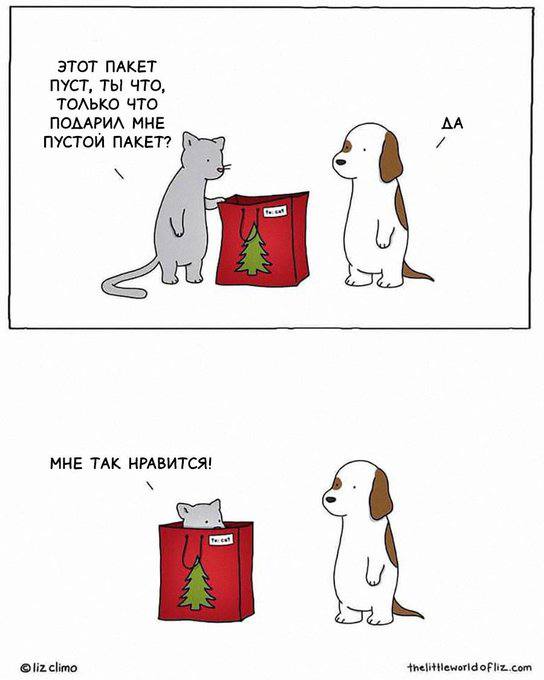 ЭТОТ ПАКЕТ
ПУСТ, ТЫ ЧТО,
ТОЛЬКО ЧТО
ПОДАРИЛ МНЕ
ПУСТОЙ ПАКЕТ?
ДА
to: cat
МНЕ ТАК НРАВИТСЯ!
to: cat
© liz climo
thelittleworldofliz.com